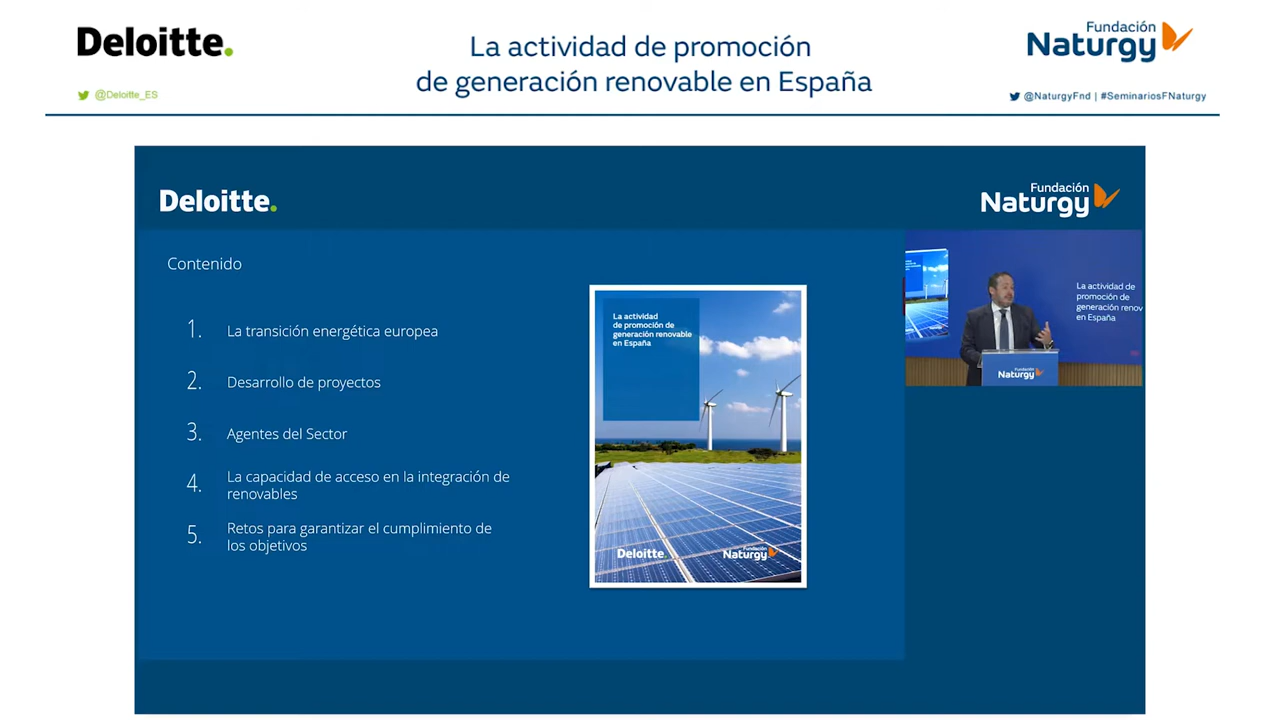 Deloitte.
@Deloitte_ES
La actividad de promoción
de generación renovable en España
Fundación
Naturgy
@NaturgyFnd | #SeminariosFNaturgy
Deloitte.
Fundación
Naturgy
Contenido
1. La transición energética europea
2. Desarrollo de proyectos
3. Agentes del Sector
4. La capacidad de acceso en la integración de
renovables
5. Retos para garantizar el cumplimiento de
los objetivos
La actividad
de promoción de
generación renovable
en España
Deloitte.
Fundación
Naturgy
La actividad de
promoción de
generación renov
en España
Fundación
Naturgy